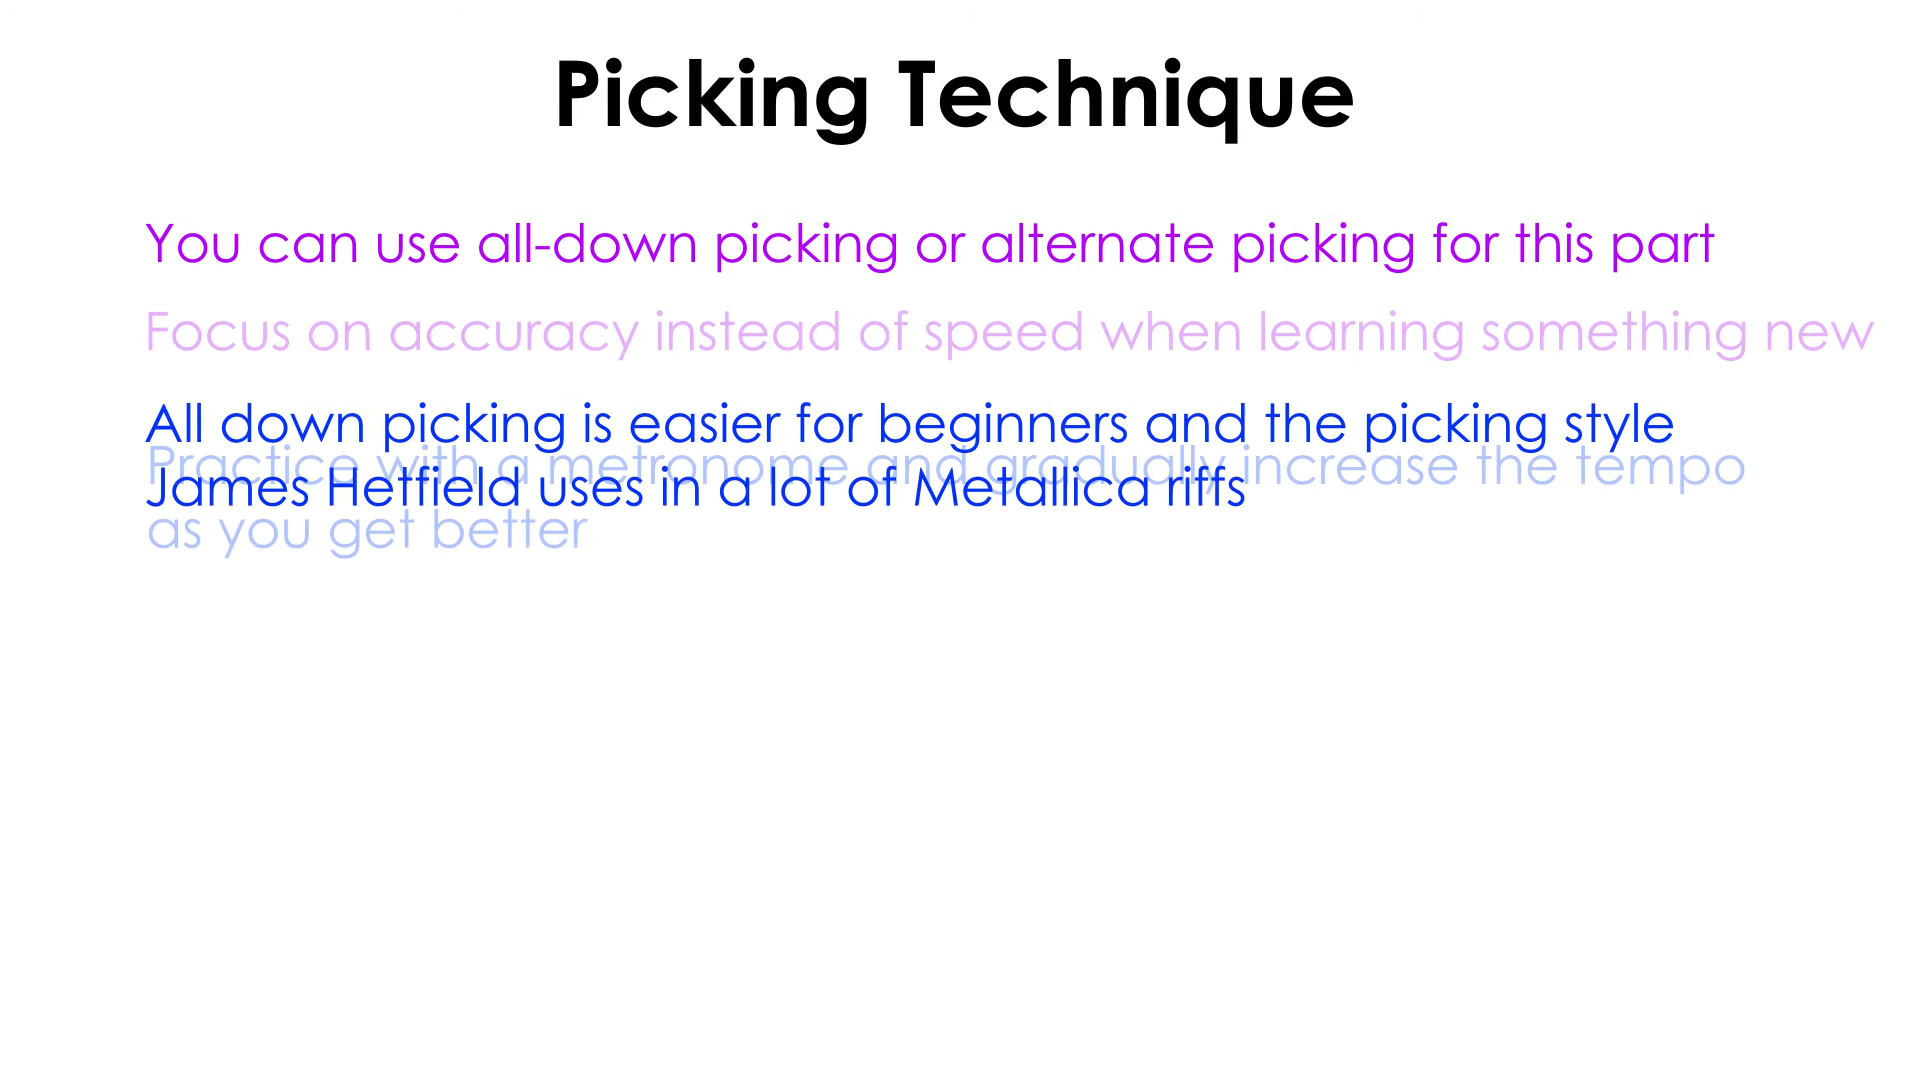 Picking Technique
You can use all-down picking or alternate picking for this part
Focus on accuracy instead of speed when learning something new
All down picking is easier for beginners and the picking style
Practice with a metronome and gradually increase the tempo
James Hetfield uses in a lot of Metallica riffs
as you get better